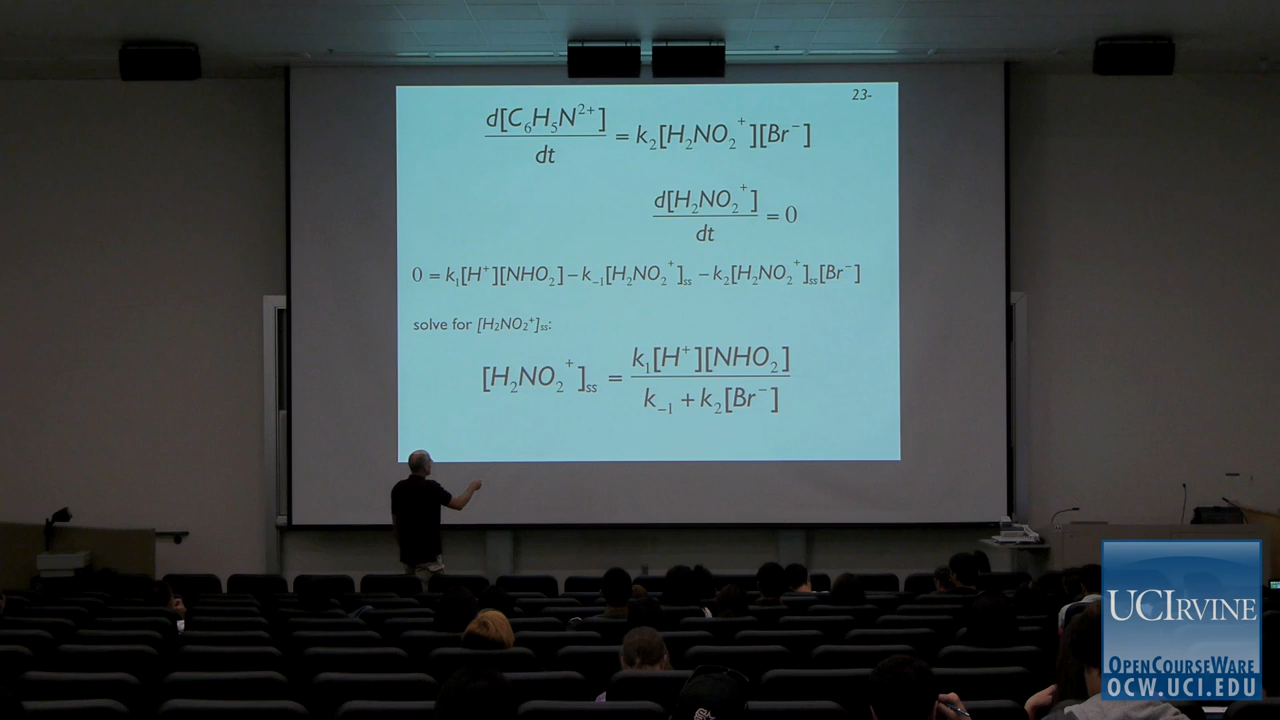 23-
d[C₆H₅N²⁺]/dt = k₂[H₂NO₂⁺][Br⁻]
d[H₂NO₂⁺]/dt = 0
0 = k₁[H⁺][NHO₂] − k₋₁[H₂NO₂⁺]ss − k₂[H₂NO₂⁺]ss[Br⁻]
solve for [H₂NO₂⁺]ss:
[H₂NO₂⁺]ss = k₁[H⁺][NHO₂]/k₋₁ + k₂[Br⁻]
UCIRVINE
OPENCOURSEWARE
OCW.UCI.EDU